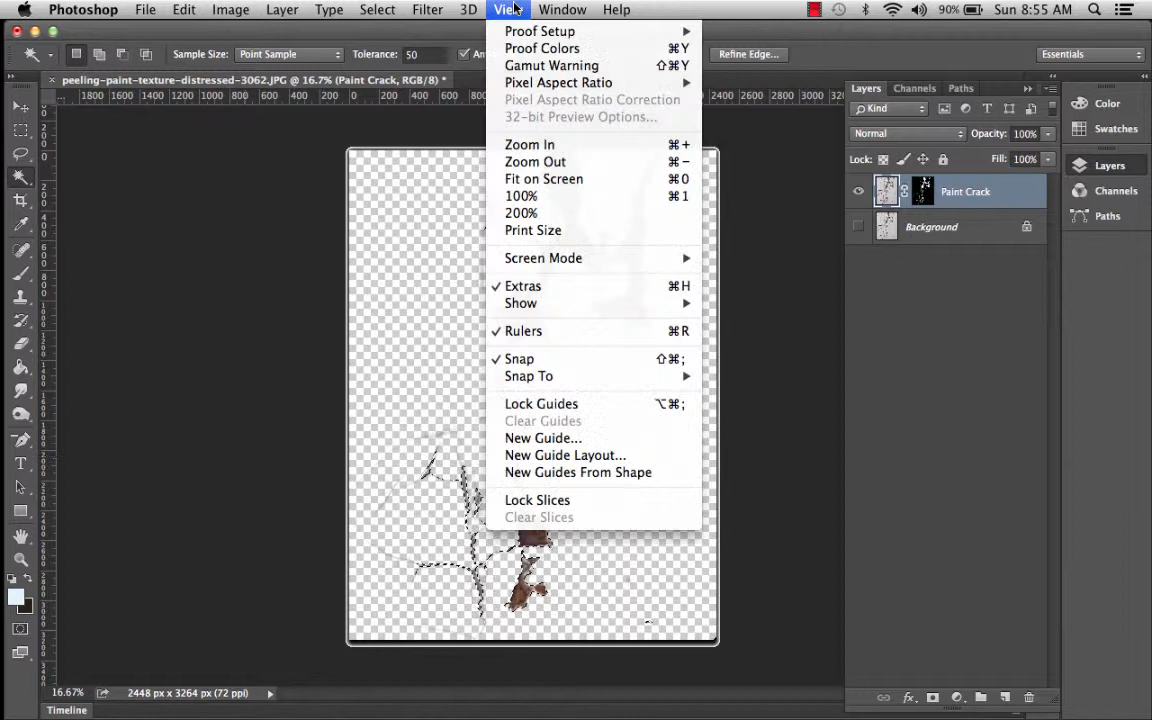 Photoshop File Edit Image Layer Type Select Filter 3D View Window Help 90% Sun 8:55 AM
Sample Size: Point Sample Tolerance: 50 Refine Edge... Essentials
peeling-paint-texture-distressed-3062.JPG @ 16.7% (Paint Crack, RGB/8) *
1800 1600 1400 1200 1000 800 600 400 200 0 200 400 600 2400 2600 2800 3000 3200
Proof Setup
Proof Colors ⌘Y
Gamut Warning ⇧⌘Y
Pixel Aspect Ratio
Pixel Aspect Ratio Correction
32-bit Preview Options...
Zoom In ⌘+
Zoom Out ⌘−
Fit on Screen ⌘0
100% ⌘1
200%
Print Size
Screen Mode
✓ Extras ⌘H
Show
✓ Rulers ⌘R
✓ Snap ⇧⌘;
Snap To
Lock Guides ⌥⌘;
Clear Guides
New Guide...
New Guide Layout...
New Guides From Shape
Lock Slices
Clear Slices
Layers Channels Paths
Kind
Normal Opacity: 100%
Lock: Fill: 100%
Paint Crack
Background
Color
Swatches
Layers
Channels
Paths
16.67% 2448 px x 3264 px (72 ppi)
Timeline